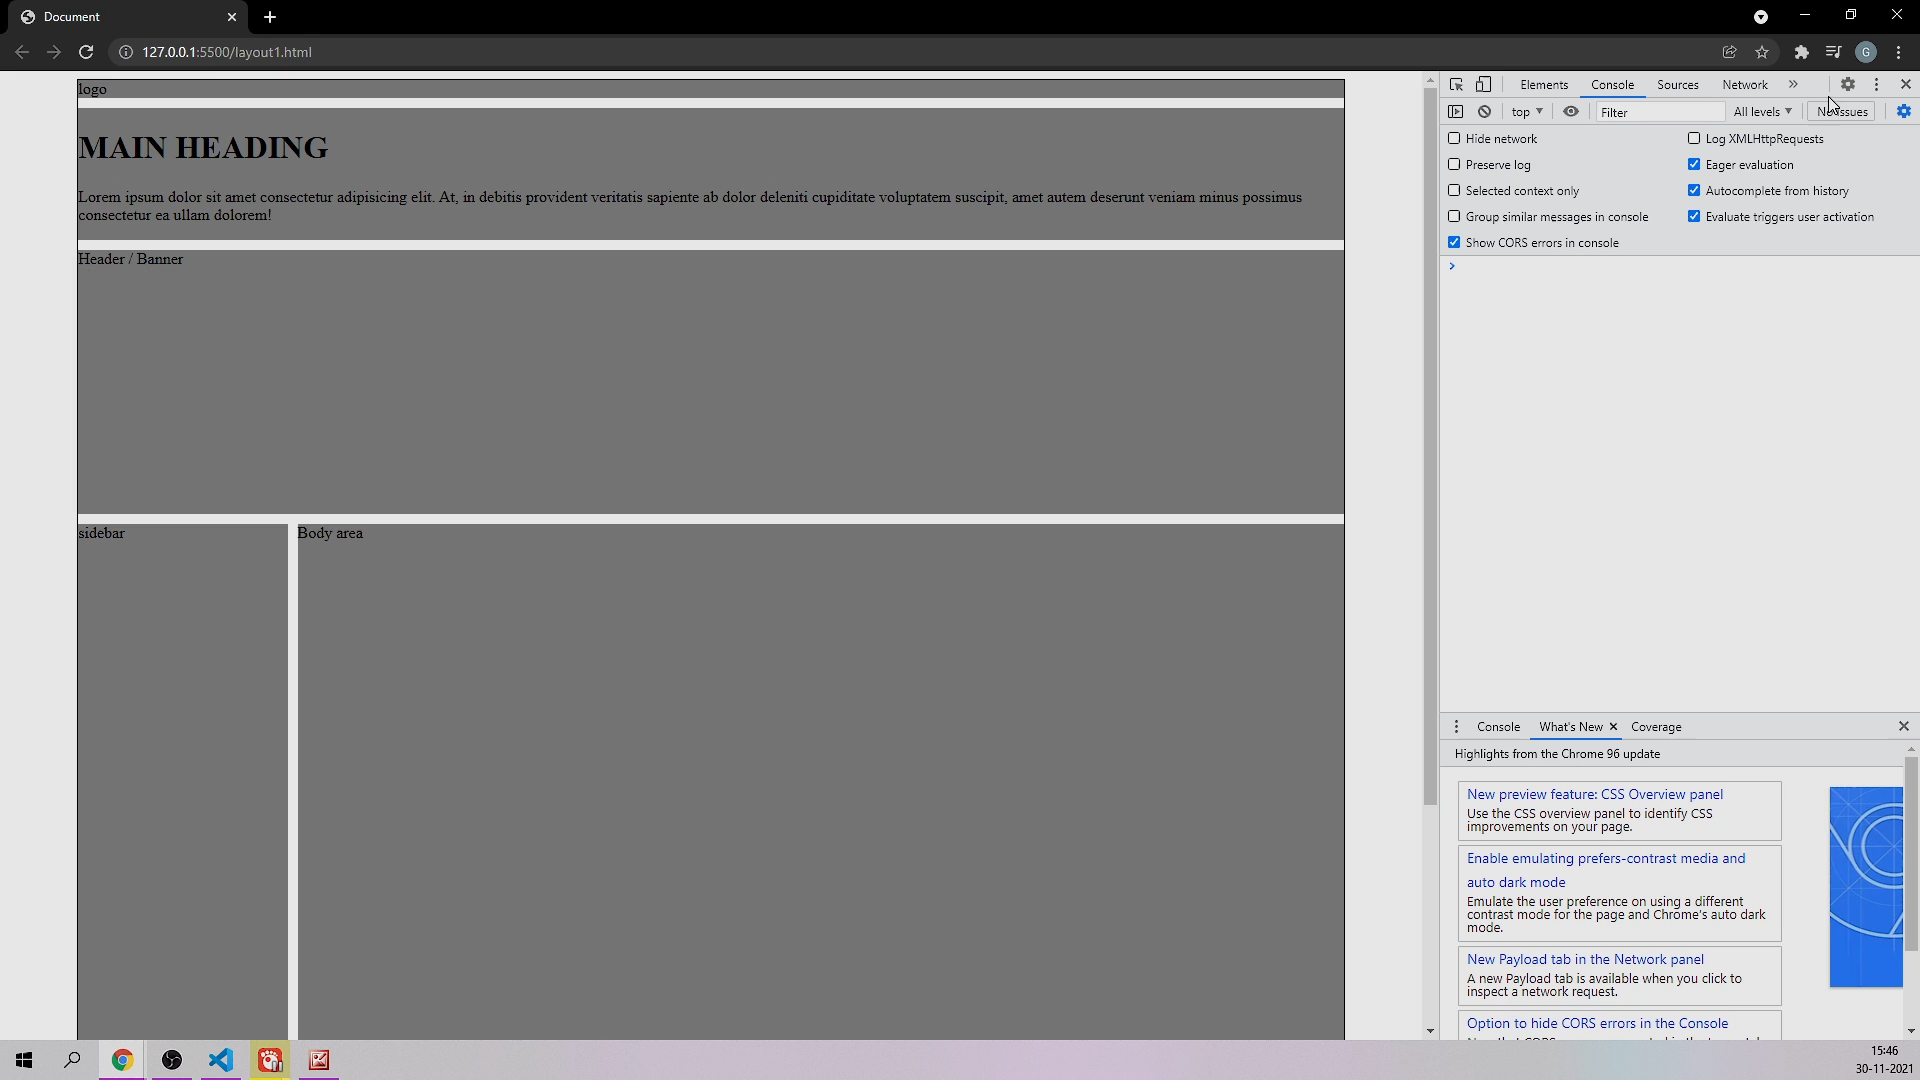 Document
127.0.0.1:5500/layout1.html
G
logo
MAIN HEADING
Lorem ipsum dolor sit amet consectetur adipisicing elit. At, in debitis provident veritatis sapiente ab dolor deleniti cupiditate voluptatem suscipit, amet autem deserunt veniam minus possimus
consectetur ea ullam dolorem!
Header / Banner
sidebar
Body area
Elements Console Sources Network
top Filter All levels No Issues
Hide network Log XMLHttpRequests
Preserve log Eager evaluation
Selected context only Autocomplete from history
Group similar messages in console Evaluate triggers user activation
Show CORS errors in console
Console What's New Coverage
Highlights from the Chrome 96 update
New preview feature: CSS Overview panel
Use the CSS overview panel to identify CSS
improvements on your page.
Enable emulating prefers-contrast media and
auto dark mode
Emulate the user preference on using a different
contrast mode for the page and Chrome's auto dark
mode.
New Payload tab in the Network panel
A new Payload tab is available when you click to
inspect a network request.
Option to hide CORS errors in the Console
15:46
30-11-2021